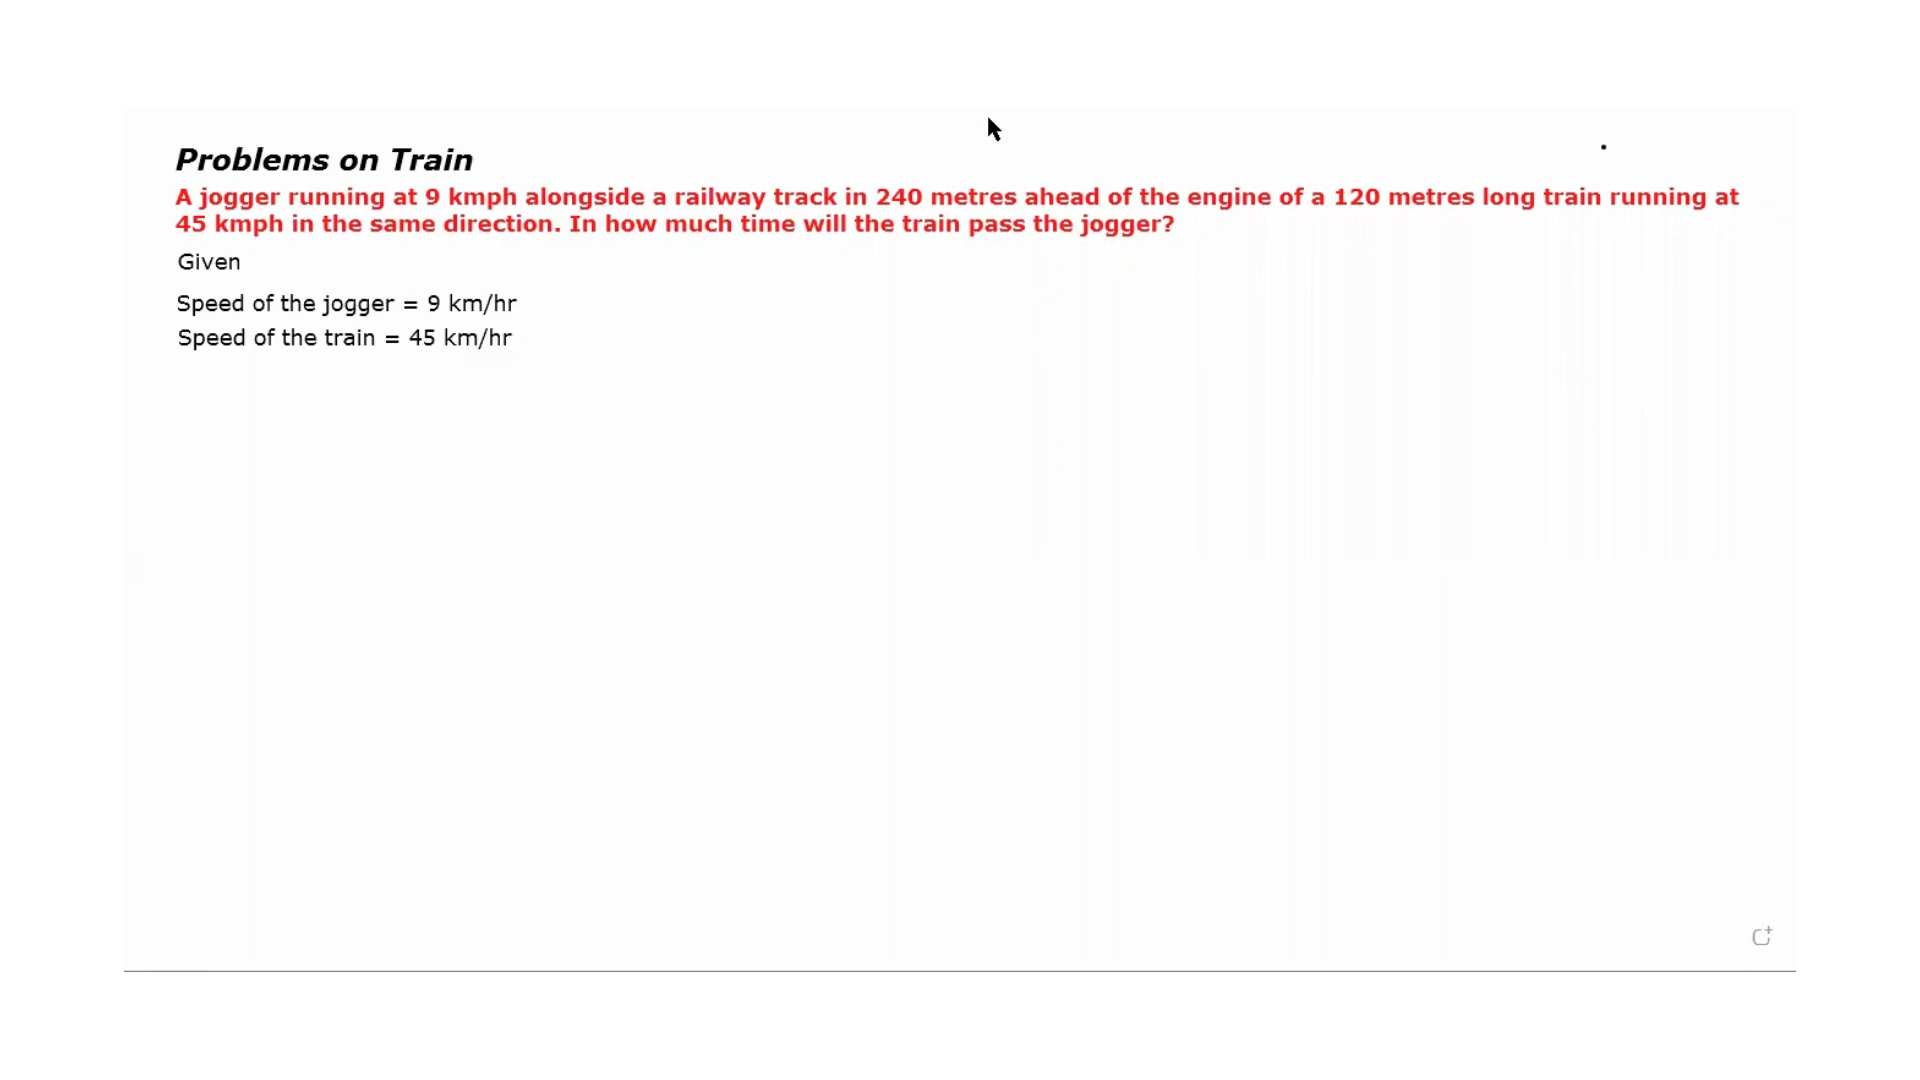 Problems on Train
A jogger running at 9 kmph alongside a railway track in 240 metres ahead of the engine of a 120 metres long train running at
45 kmph in the same direction. In how much time will the train pass the jogger?
Given
Speed of the jogger = 9 km/hr
Speed of the train = 45 km/hr